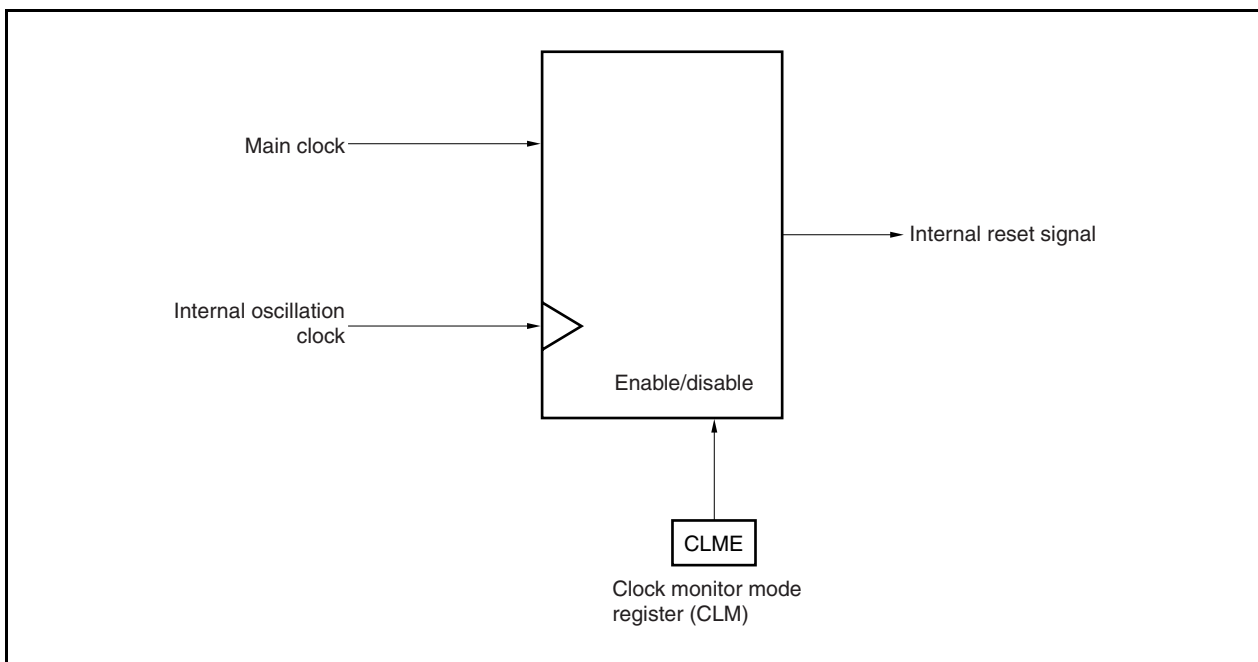 Main clock
Internal reset signal
Internal oscillation
clock
Enable/disable
CLME
Clock monitor mode
register (CLM)